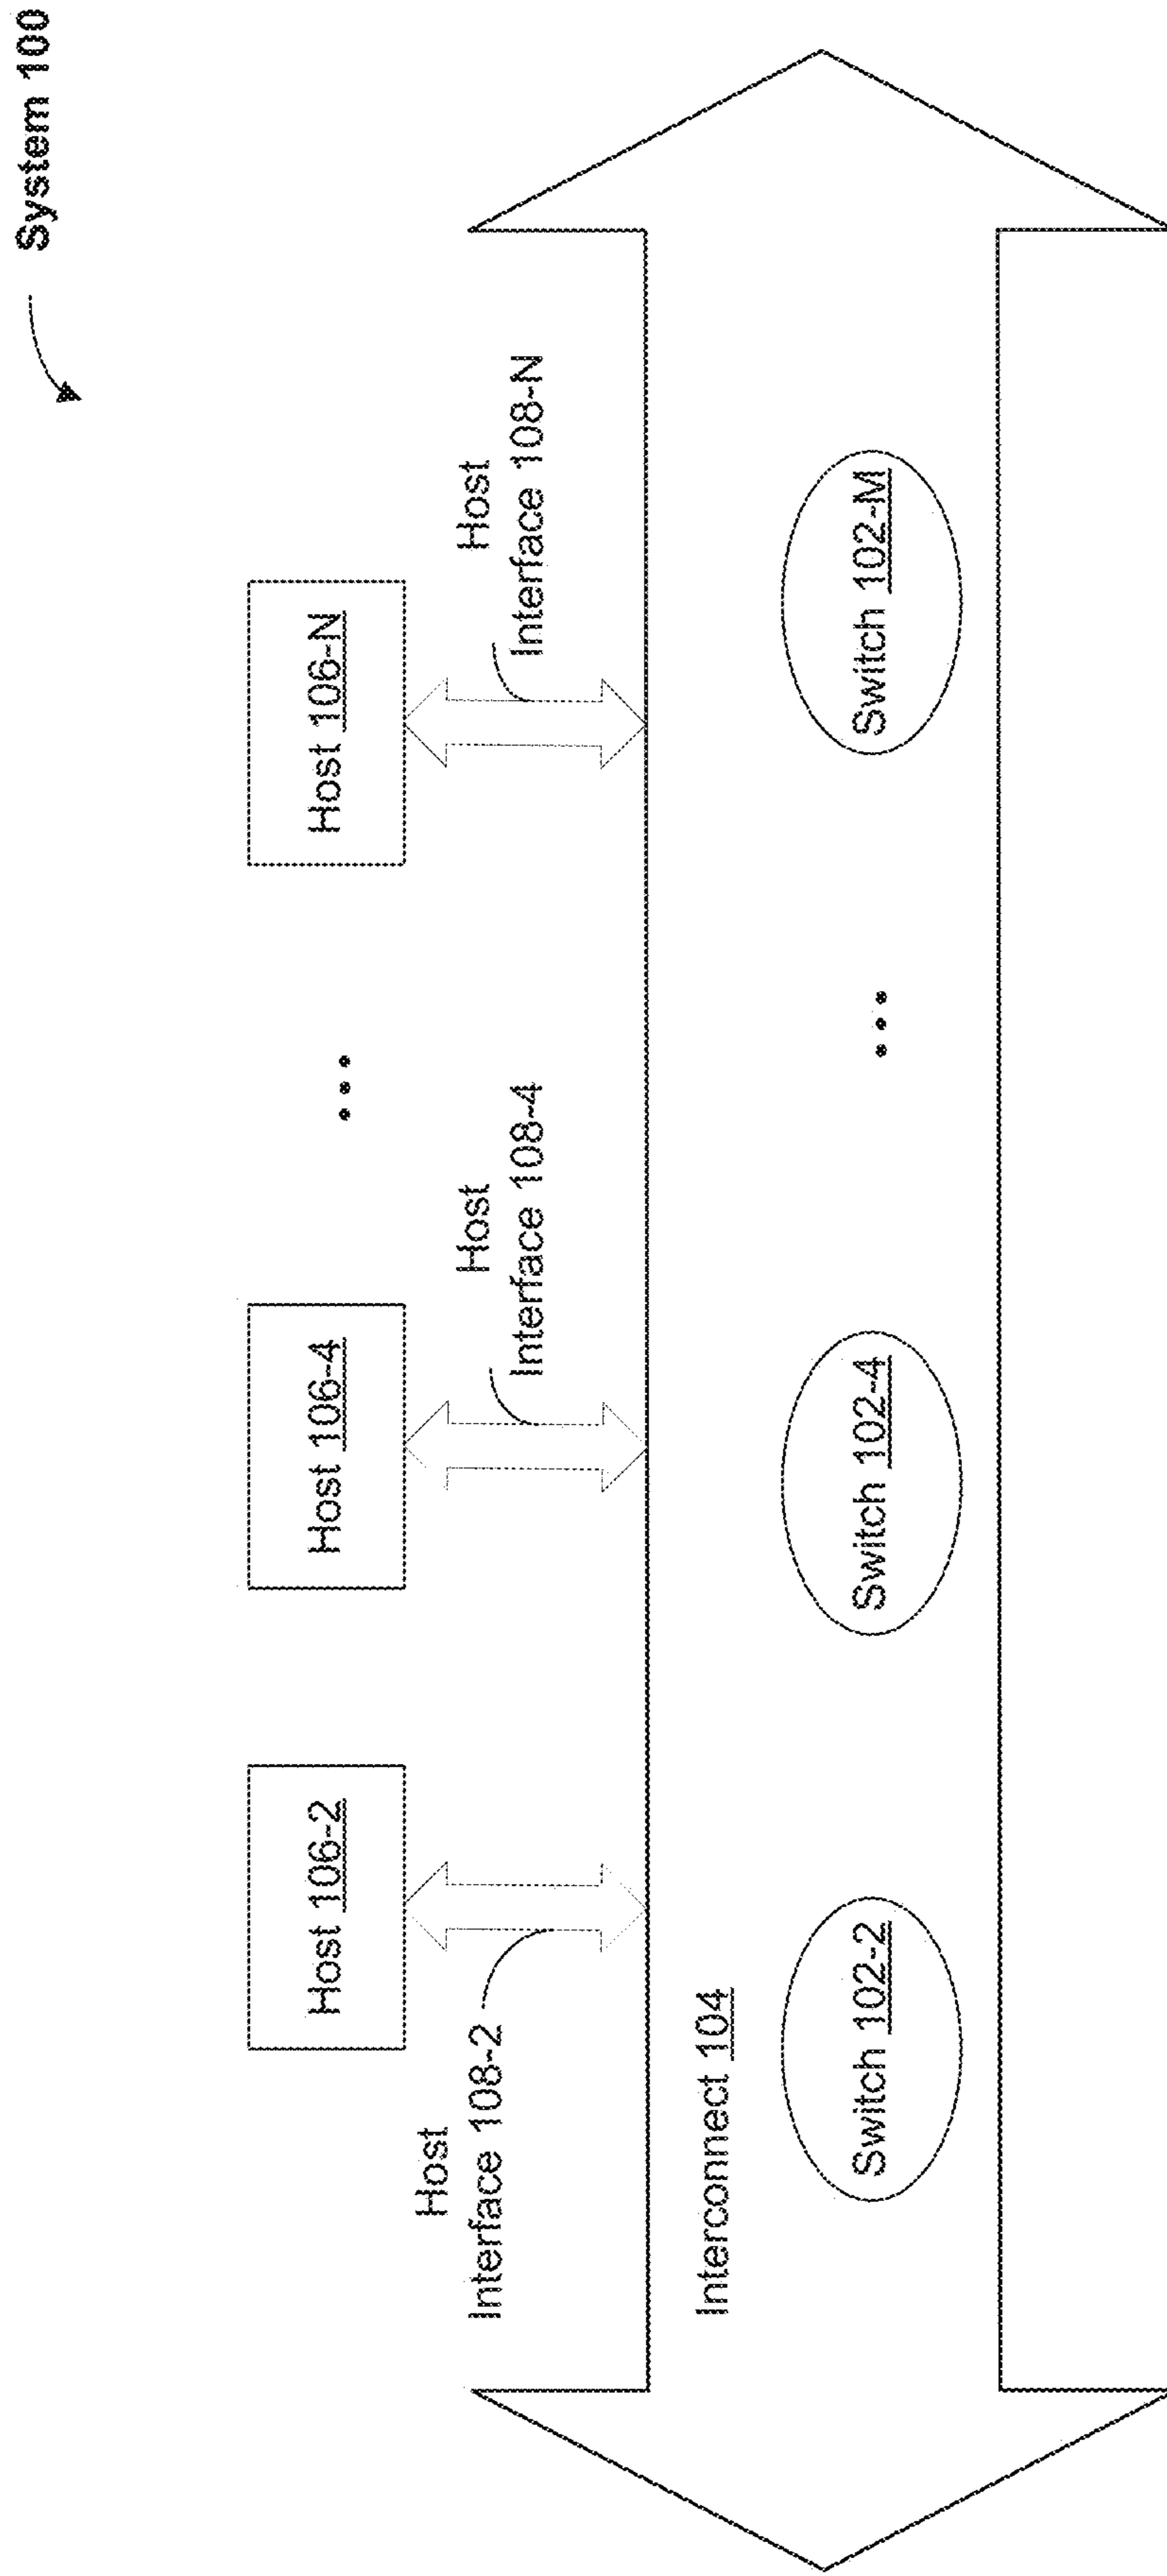 System 100
Host 106-2
Host 106-4
...
Host 106-N
Host
Interface 108-2
Host
Interface 108-4
Host
Interface 108-N
Interconnect 104
Switch 102-2
Switch 102-4
...
Switch 102-M